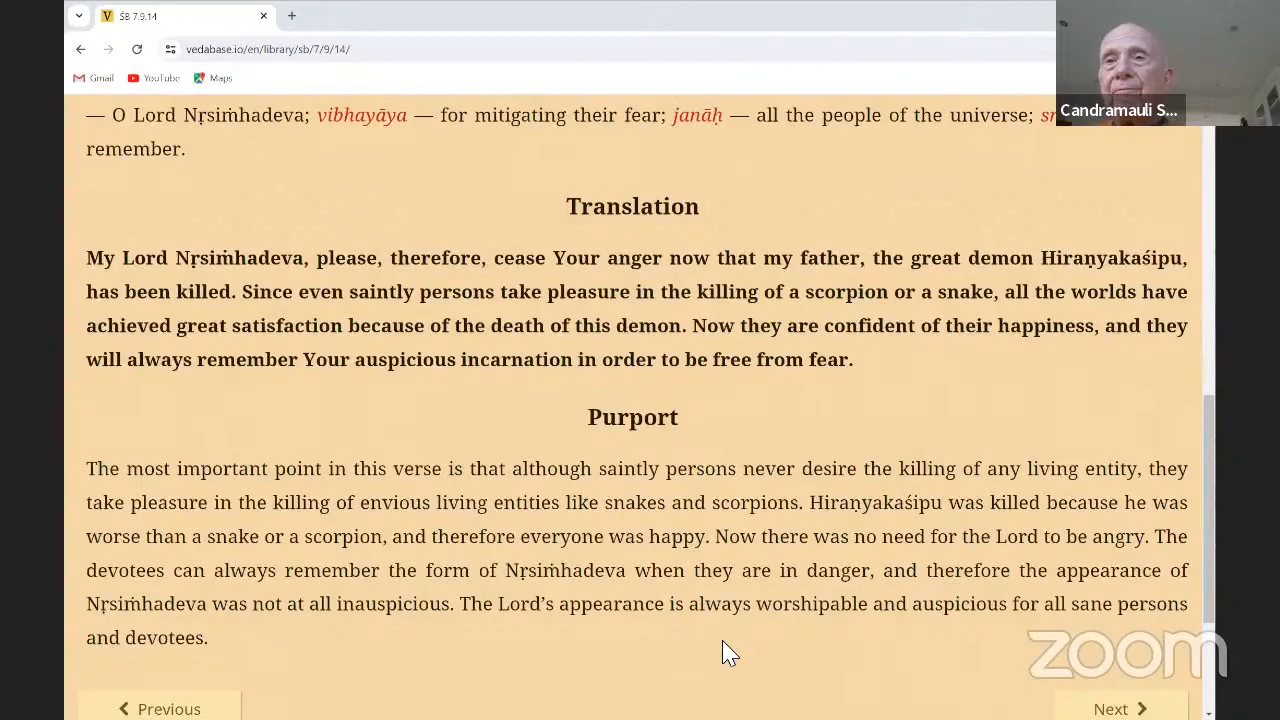 ŚB 7.9.14
vedabase.io/en/library/sb/7/9/14/
Gmail YouTube Maps
Candramauli S...
— O Lord Nṛsiṁhadeva; vibhayāya — for mitigating their fear; janāḥ — all the people of the universe;
remember.
Translation
My Lord Nṛsiṁhadeva, please, therefore, cease Your anger now that my father, the great demon Hiraṇyakaśipu,
has been killed. Since even saintly persons take pleasure in the killing of a scorpion or a snake, all the worlds have
achieved great satisfaction because of the death of this demon. Now they are confident of their happiness, and they
will always remember Your auspicious incarnation in order to be free from fear.
Purport
The most important point in this verse is that although saintly persons never desire the killing of any living entity, they
take pleasure in the killing of envious living entities like snakes and scorpions. Hiraṇyakaśipu was killed because he was
worse than a snake or a scorpion, and therefore everyone was happy. Now there was no need for the Lord to be angry. The
devotees can always remember the form of Nṛsiṁhadeva when they are in danger, and therefore the appearance of
Nṛsiṁhadeva was not at all inauspicious. The Lord’s appearance is always worshipable and auspicious for all sane persons
and devotees.
zoom
Previous
Next